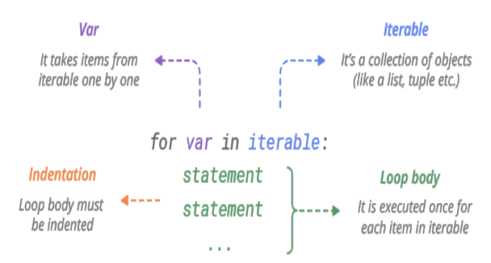 Var
It takes items from
iterable one by one
Iterable
It's a collection of objects
(like a list, tuple etc.)
for var in iterable:
statement
statement
...
Indentation
Loop body must
be indented
Loop body
It is executed once for
each item in iterable